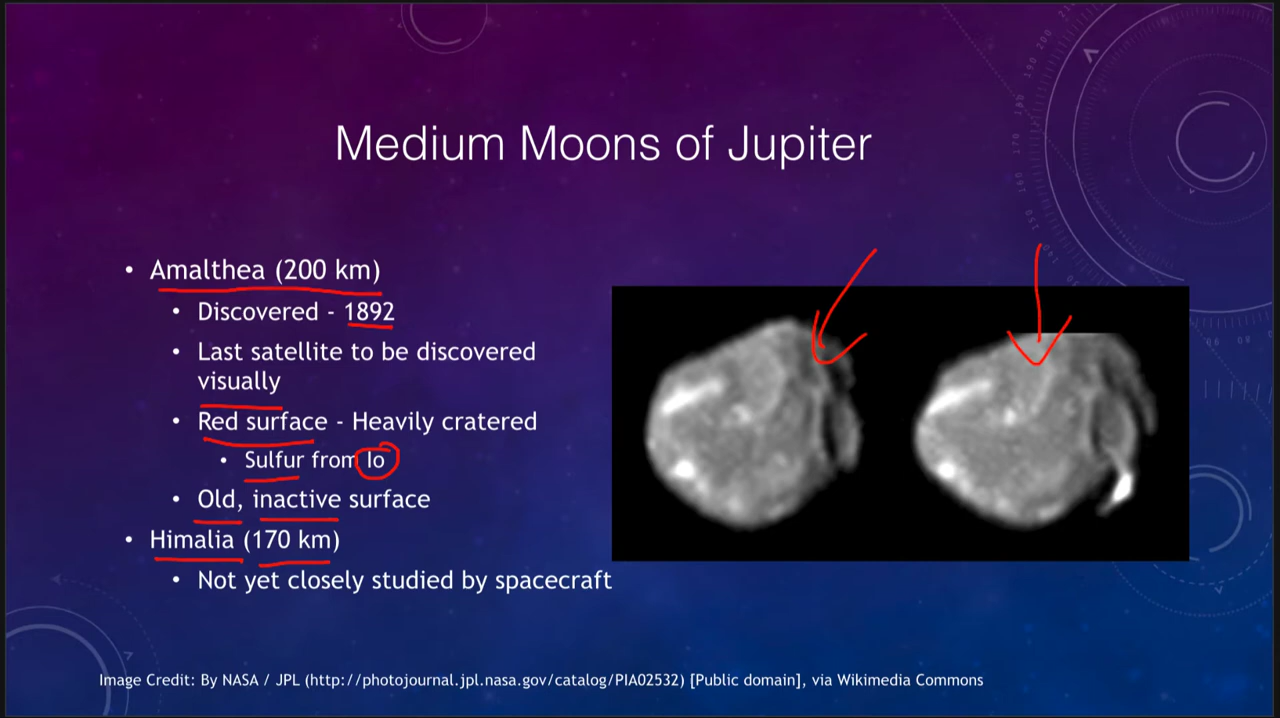 Medium Moons of Jupiter
• Amalthea (200 km)
• Discovered - 1892
• Last satellite to be discovered
visually
• Red surface - Heavily cratered
• Sulfur from Io
• Old, inactive surface
• Himalia (170 km)
• Not yet closely studied by spacecraft
Image Credit: By NASA / JPL (http://photojournal.jpl.nasa.gov/catalog/PIA02532) [Public domain], via Wikimedia Commons